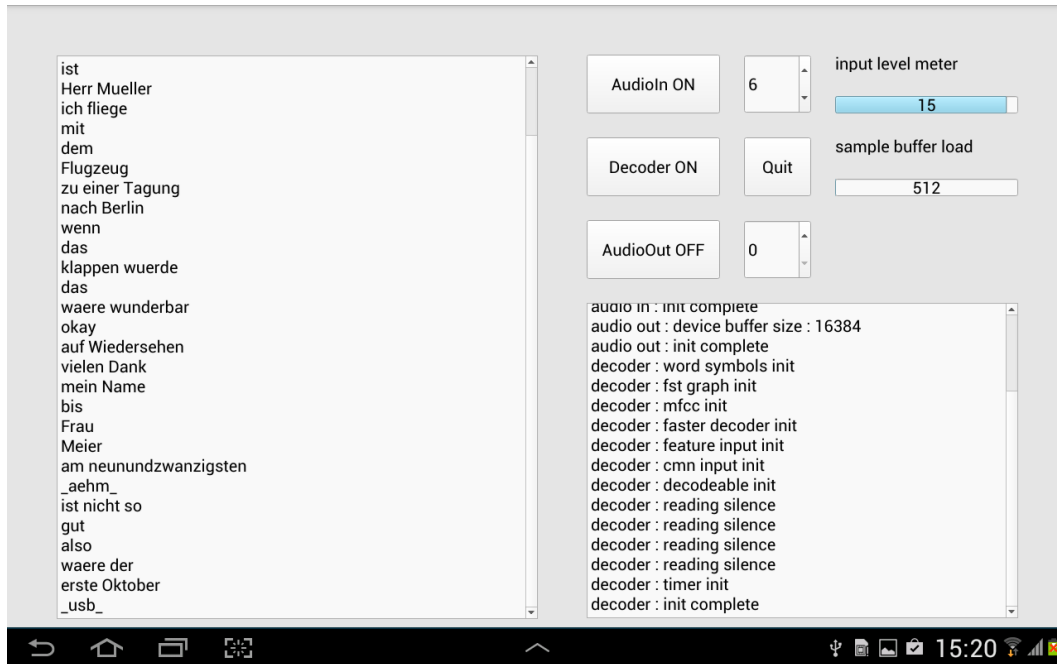 ist
Herr Mueller
ich fliege
mit
dem
Flugzeug
zu einer Tagung
nach Berlin
wenn
das
klappen wuerde
das
waere wunderbar
okay
auf Wiedersehen
vielen Dank
mein Name
bis
Frau
Meier
am neunundzwanzigsten
_aehm_
ist nicht so
gut
also
waere der
erste Oktober
_usb_
AudioIn ON
6
input level meter
15
Decoder ON
Quit
sample buffer load
512
AudioOut OFF
0
audio in : init complete
audio out : device buffer size : 16384
audio out : init complete
decoder : word symbols init
decoder : fst graph init
decoder : mfcc init
decoder : faster decoder init
decoder : feature input init
decoder : cmn input init
decoder : decodeable init
decoder : reading silence
decoder : reading silence
decoder : reading silence
decoder : reading silence
decoder : timer init
decoder : init complete
15:20